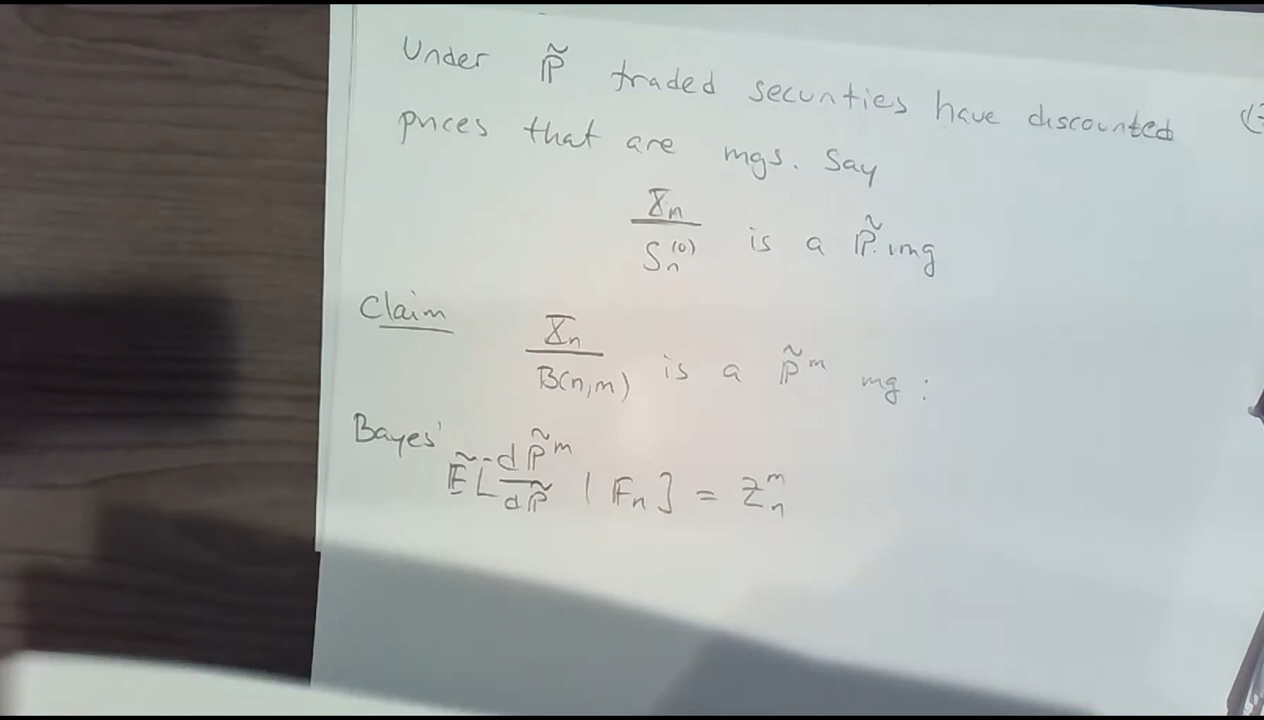 Under P̃ traded securities have discounted
prices that are mgs. Say
X_n / S_n^(0) is a P̃ mg
Claim X_n / B(n,m) is a P̃^m mg :
Bayes' Ẽ[ dP̃^m / dP̃ | F_n ] = Z_n^m